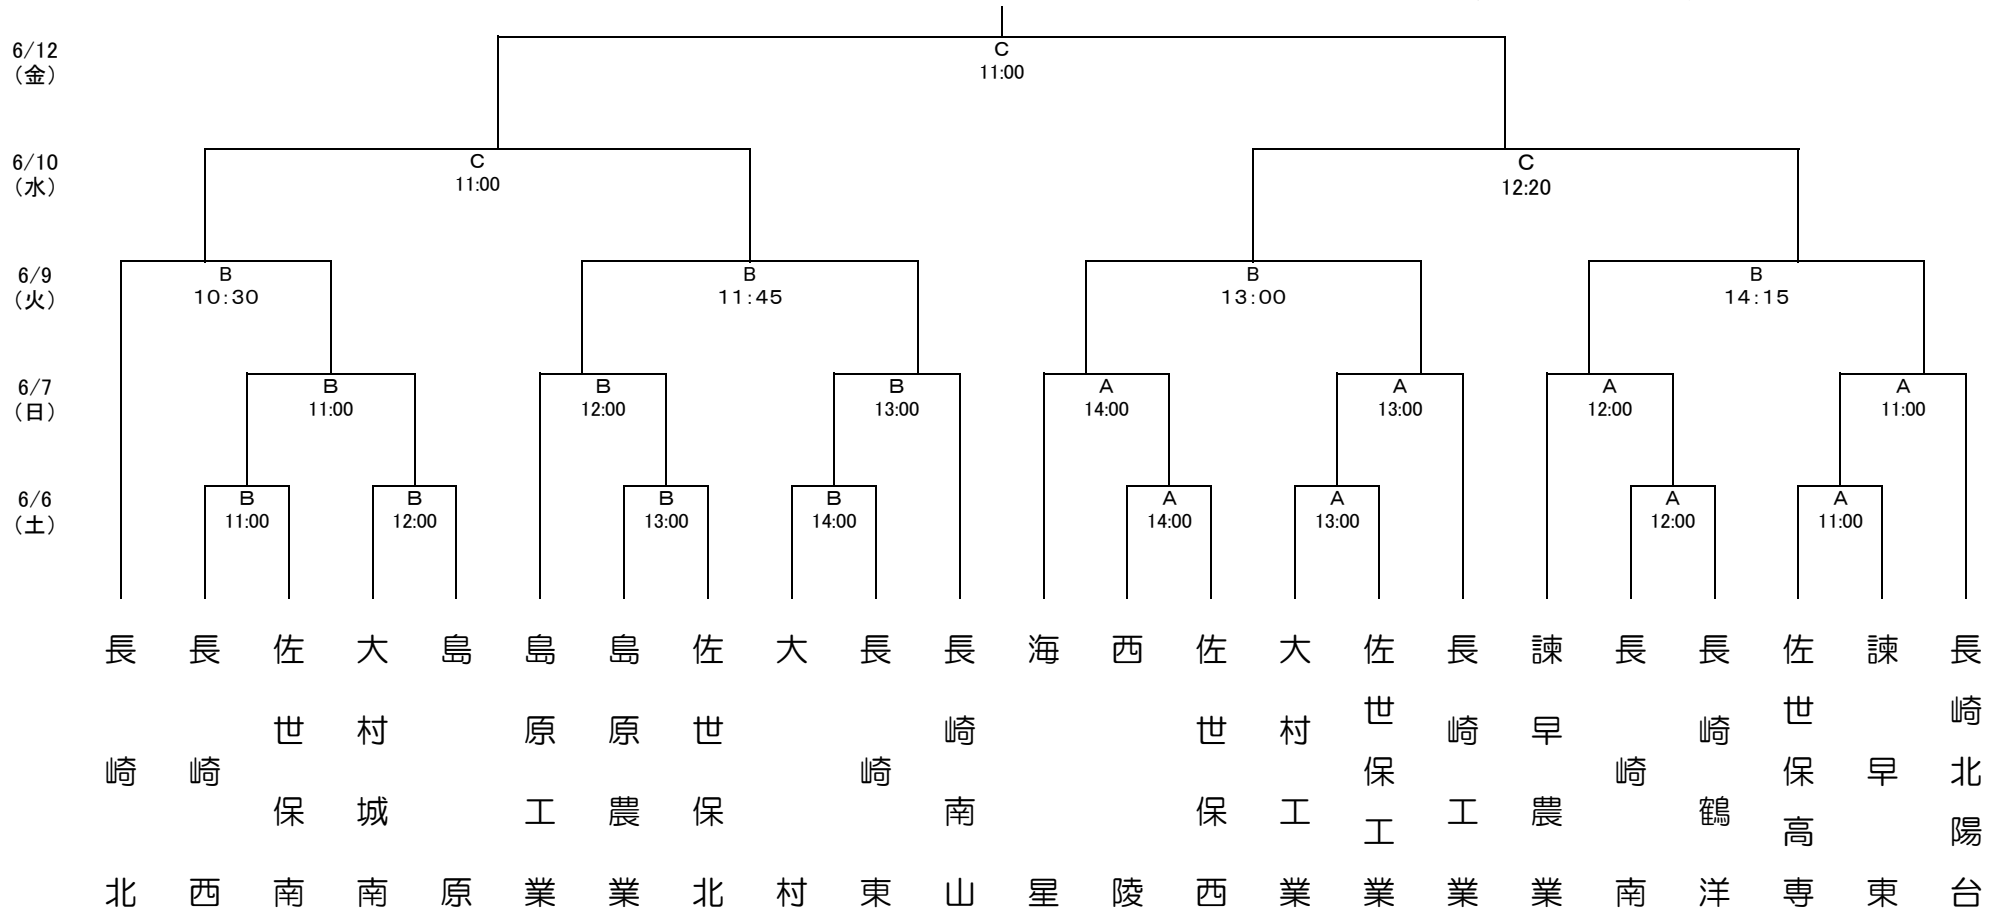 6/12
（金）
C
11:00
6/10
（水）
C
11:00
C
12:20
6/9
（火）
B
10:30
B
11:45
B
13:00
B
14:15
6/7
（日）
B
11:00
B
12:00
B
13:00
A
14:00
A
13:00
A
12:00
A
11:00
6/6
（土）
B
11:00
B
12:00
B
13:00
B
14:00
A
14:00
A
13:00
A
12:00
A
11:00
長崎北
長崎西
佐世保南
大村城南
島原
島原工業
島原農業
佐世保北
大村
長崎東
長崎南山
海星
西陵
佐世保西
大村工業
佐世保工業
長崎工業
諫早農業
長崎南
長崎鶴洋
佐世保高専
諫早東
長崎北陽台